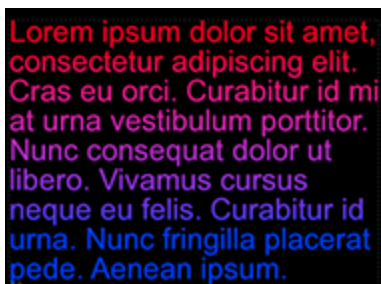 Lorem ipsum dolor sit amet,
consectetur adipiscing elit.
Cras eu orci. Curabitur id mi
at urna vestibulum porttitor.
Nunc consequat dolor ut
libero. Vivamus cursus
neque eu felis. Curabitur id
urna. Nunc fringilla placerat
pede. Aenean ipsum.